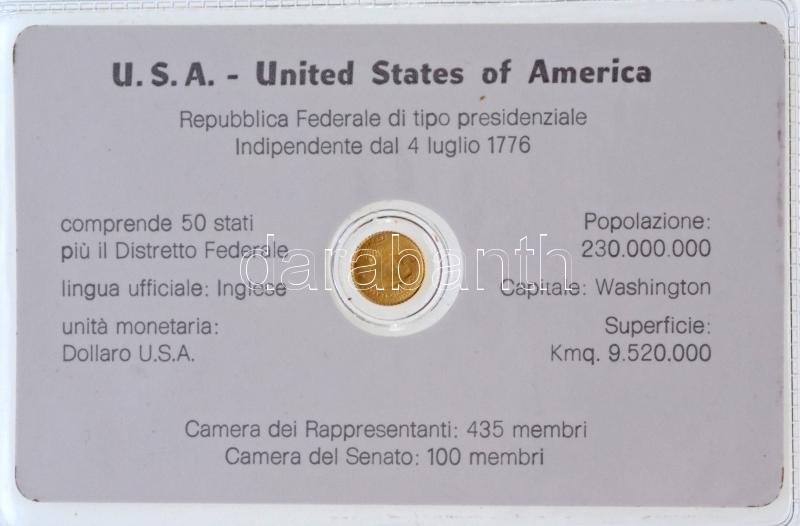 U.S.A. - United States of America
Repubblica Federale di tipo presidenziale
Indipendente dal 4 luglio 1776
comprende 50 stati
più il Distretto Federale
lingua ufficiale: Inglese
unità monetaria:
Dollaro U.S.A.
Popolazione:
230.000.000
Capitale: Washington
Superficie:
Kmq. 9.520.000
darabanth
Camera dei Rappresentanti: 435 membri
Camera del Senato: 100 membri